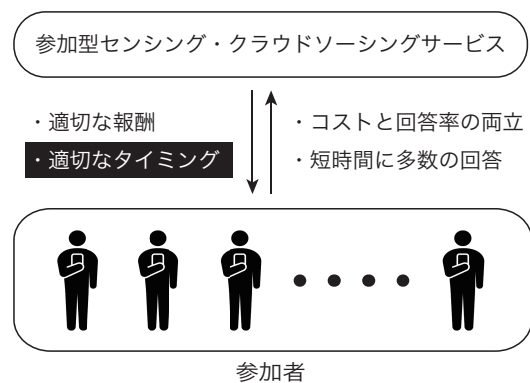 参加型センシング・クラウドソーシングサービス
・適切な報酬
・適切なタイミング
・コストと回答率の両立
・短時間に多数の回答
参加者